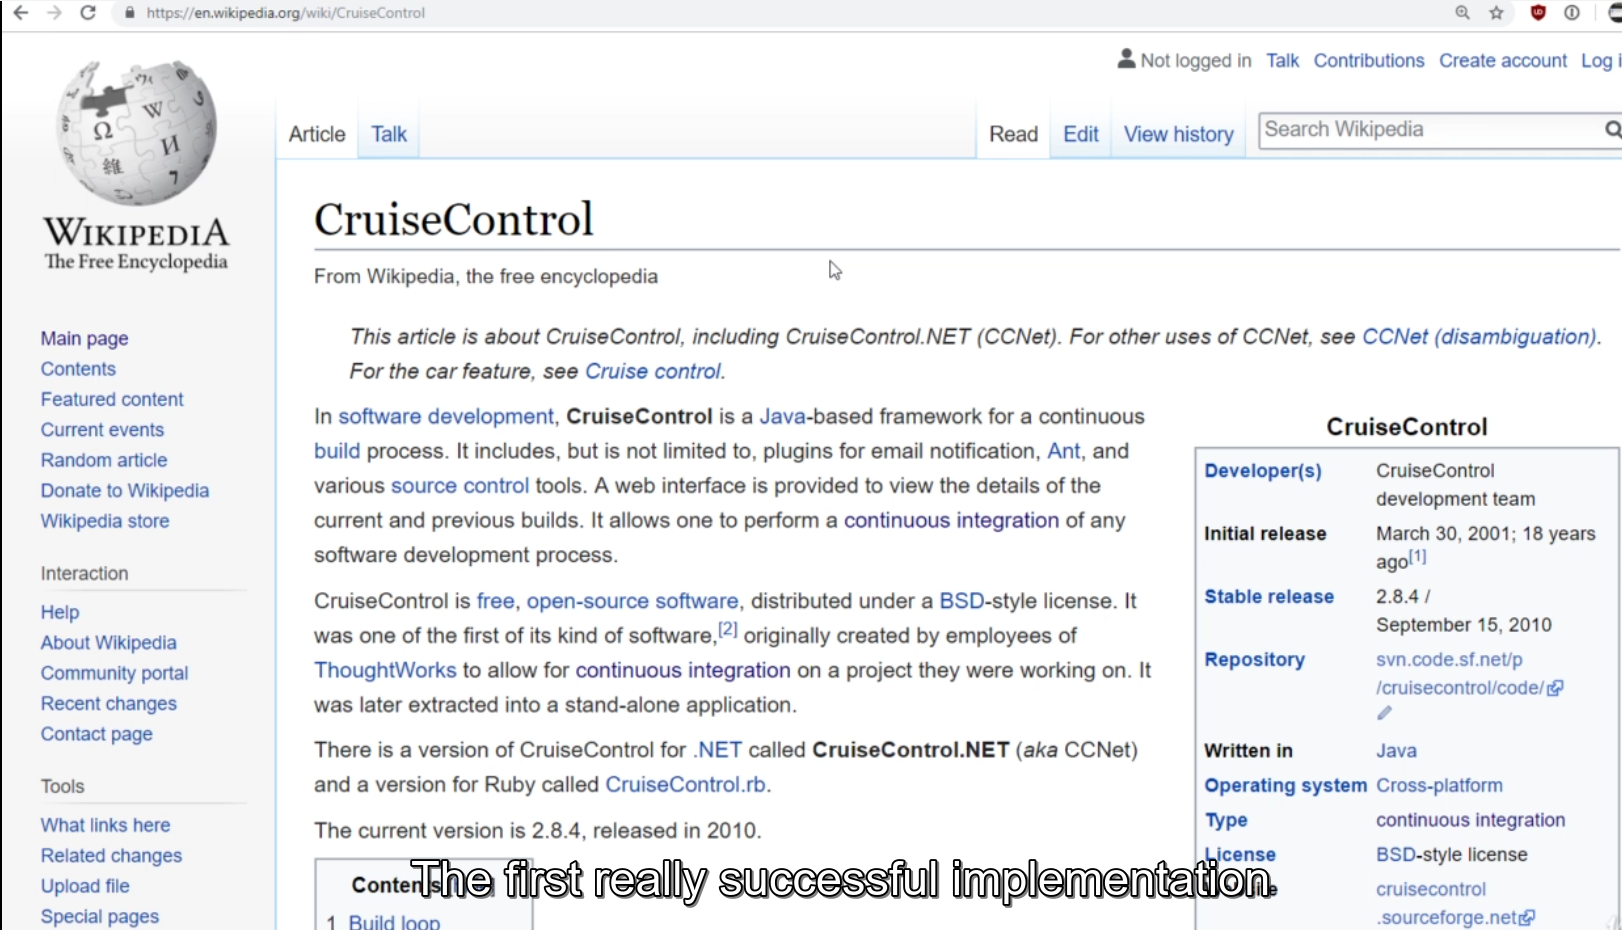 https://en.wikipedia.org/wiki/CruiseControl
Not logged in Talk Contributions Create account Log
Article Talk Read Edit View history Search Wikipedia
WIKIPEDIA
The Free Encyclopedia
Main page
Contents
Featured content
Current events
Random article
Donate to Wikipedia
Wikipedia store
Interaction
Help
About Wikipedia
Community portal
Recent changes
Contact page
Tools
What links here
Related changes
Upload file
Special pages
CruiseControl
From Wikipedia, the free encyclopedia
This article is about CruiseControl, including CruiseControl.NET (CCNet). For other uses of CCNet, see CCNet (disambiguation).
For the car feature, see Cruise control.
In software development, CruiseControl is a Java-based framework for a continuous
build process. It includes, but is not limited to, plugins for email notification, Ant, and
various source control tools. A web interface is provided to view the details of the
current and previous builds. It allows one to perform a continuous integration of any
software development process.
CruiseControl is free, open-source software, distributed under a BSD-style license. It
was one of the first of its kind of software,[2] originally created by employees of
ThoughtWorks to allow for continuous integration on a project they were working on. It
was later extracted into a stand-alone application.
There is a version of CruiseControl for .NET called CruiseControl.NET (aka CCNet)
and a version for Ruby called CruiseControl.rb.
The current version is 2.8.4, released in 2010.
Contents
1 Build loop
CruiseControl
Developer(s) CruiseControl
development team
Initial release March 30, 2001; 18 years
ago[1]
Stable release 2.8.4 /
September 15, 2010
Repository svn.code.sf.net/p
/cruisecontrol/code/
Written in Java
Operating system Cross-platform
Type continuous integration
License BSD-style license
cruisecontrol
.sourceforge.net
The first really successful implementation